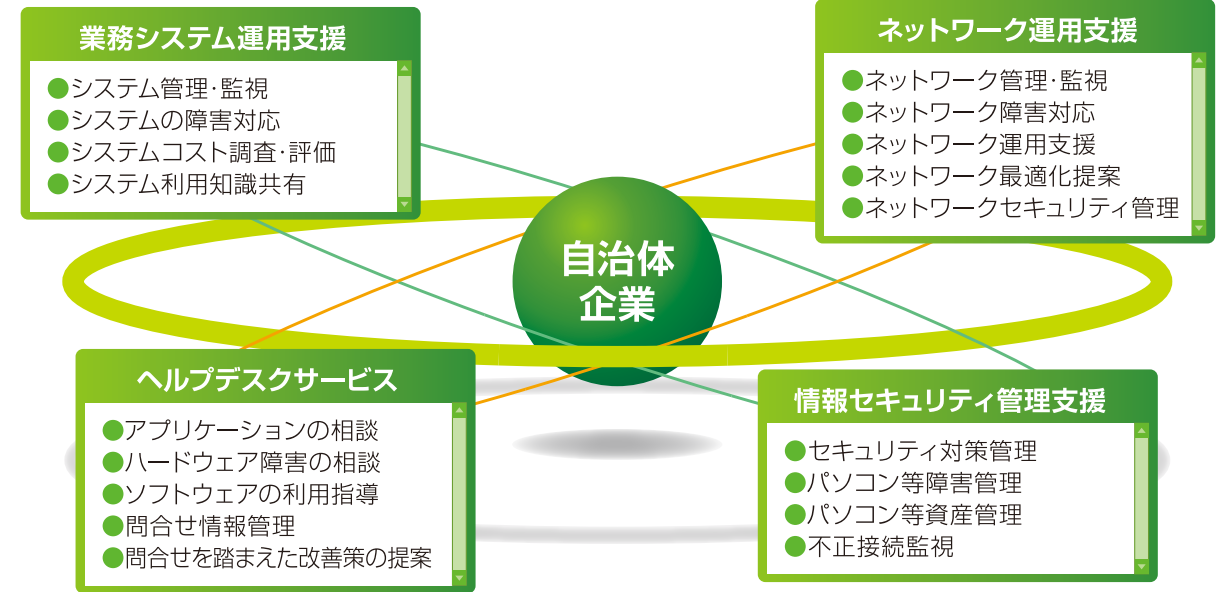 業務システム運用支援
●システム管理・監視
●システムの障害対応
●システムコスト調査・評価
●システム利用知識共有
ネットワーク運用支援
●ネットワーク管理・監視
●ネットワーク障害対応
●ネットワーク運用支援
●ネットワーク最適化提案
●ネットワークセキュリティ管理
自治体
企業
ヘルプデスクサービス
●アプリケーションの相談
●ハードウェア障害の相談
●ソフトウェアの利用指導
●問合せ情報管理
●問合せを踏まえた改善策の提案
情報セキュリティ管理支援
●セキュリティ対策管理
●パソコン等障害管理
●パソコン等資産管理
●不正接続監視